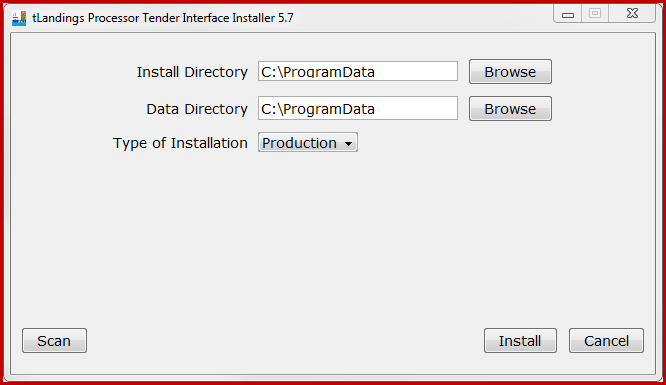 tLandings Processor Tender Interface Installer 5.7
Install Directory C:\ProgramData Browse
Data Directory C:\ProgramData Browse
Type of Installation Production
Scan Install Cancel